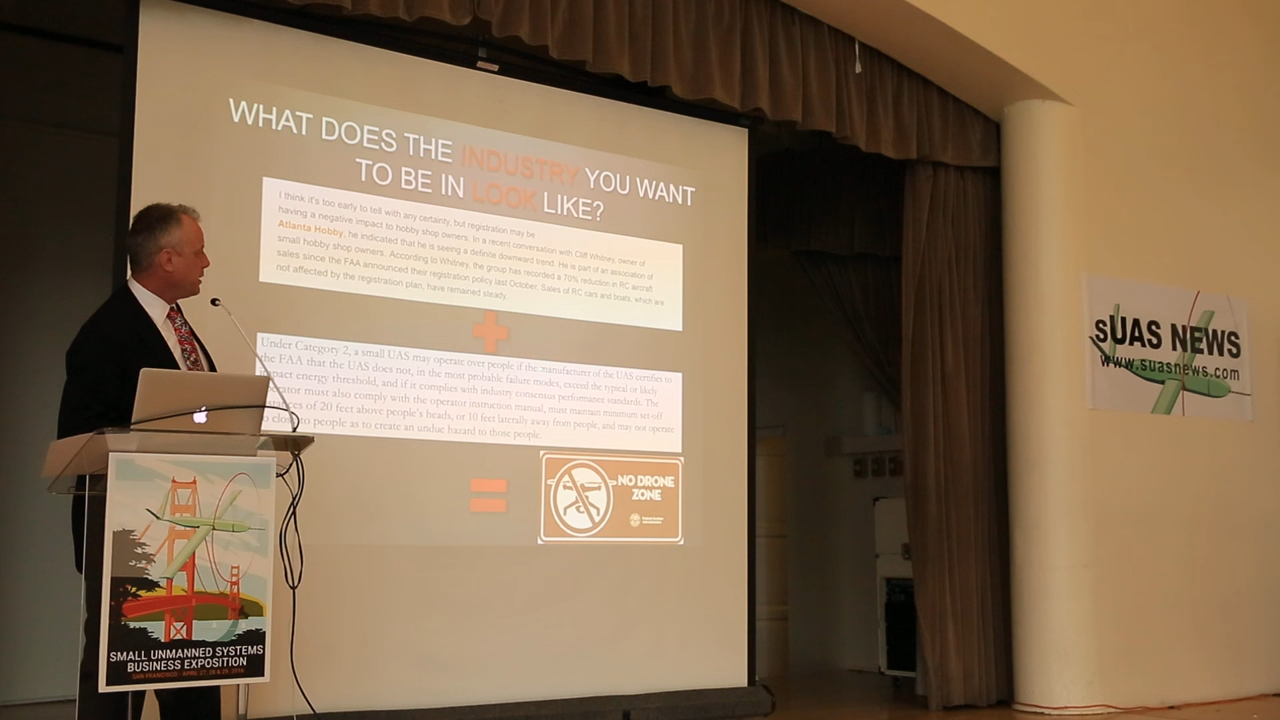 WHAT DOES THE INDUSTRY YOU WANT
TO BE IN LOOK LIKE?
I think it's too early to tell with any certainty, but registration may be
having a negative impact to hobby shop owners. In a recent conversation with Cliff Whitney, owner of
Atlanta Hobby, he indicated that he is seeing a definite downward trend. He is part of an association of
small hobby shop owners. According to Whitney, the group has recorded a 70% reduction in RC aircraft
sales since the FAA announced their registration policy last October. Sales of RC cars and boats, which are
not affected by the registration plan, have remained steady.
Under Category 2, a small UAS may operate over people if the manufacturer of the UAS certifies to
the FAA that the UAS does not, in the most probable failure modes, exceed the typical or likely
impact energy threshold, and if it complies with industry consensus performance standards. The
operator must also comply with the operator instruction manual, must maintain minimum set-off
distances of 20 feet above people's heads, or 10 feet laterally away from people, and may not operate
so close to people as to create an undue hazard to those people.
NO DRONE
ZONE
sUAS NEWS
www.suasnews.com
SMALL UNMANNED SYSTEMS
BUSINESS EXPOSITION
SAN FRANCISCO - APRIL 27, 28 & 29, 2016